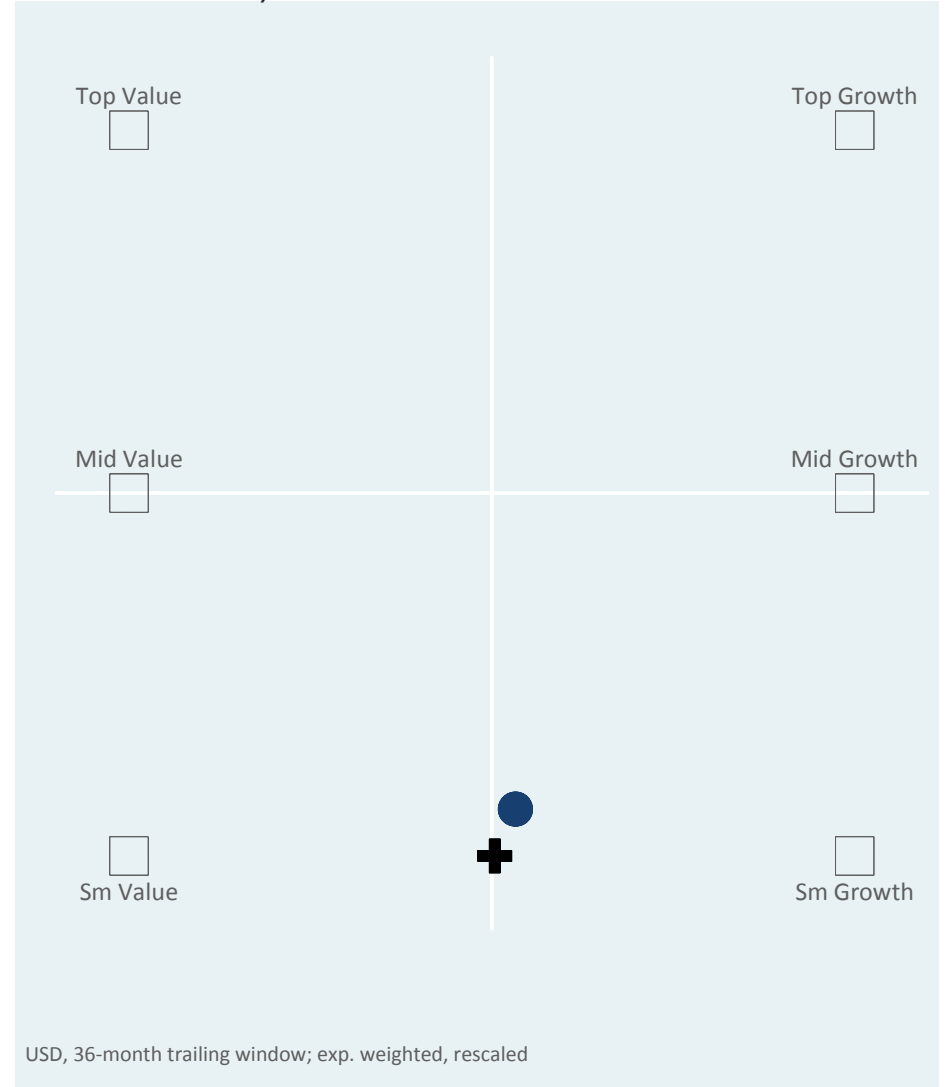 Top Value
Top Growth
Mid Value
Mid Growth
Sm Value
Sm Growth
USD, 36-month trailing window; exp. weighted, rescaled